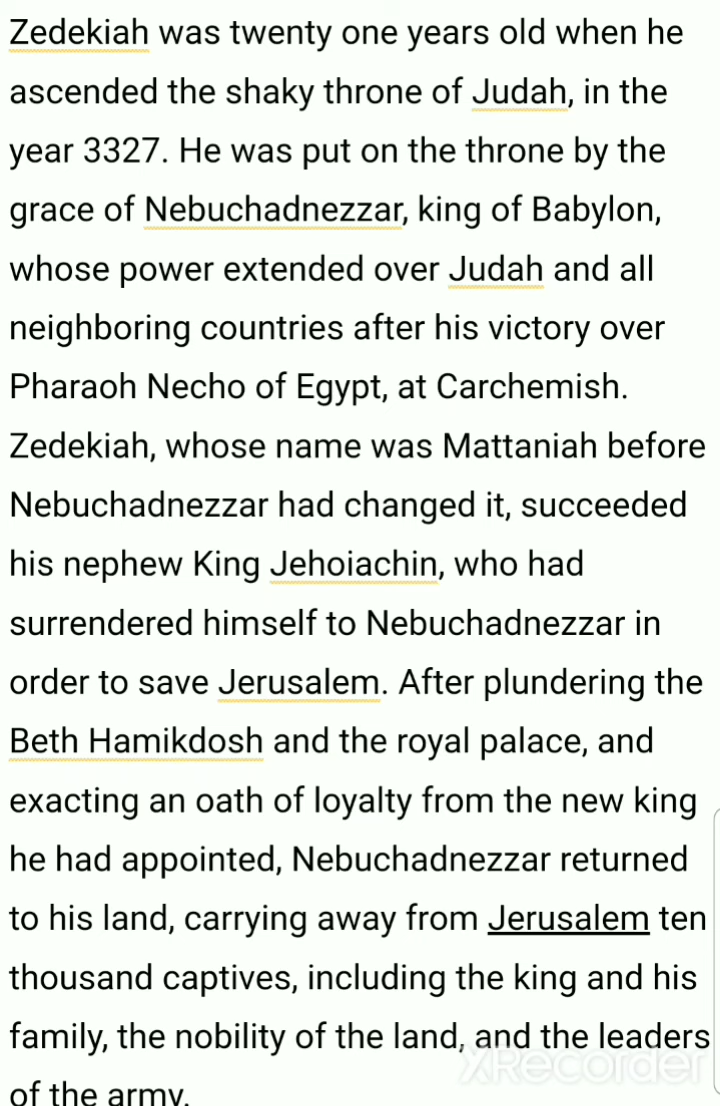 Zedekiah was twenty one years old when he
ascended the shaky throne of Judah, in the
year 3327. He was put on the throne by the
grace of Nebuchadnezzar, king of Babylon,
whose power extended over Judah and all
neighboring countries after his victory over
Pharaoh Necho of Egypt, at Carchemish.
Zedekiah, whose name was Mattaniah before
Nebuchadnezzar had changed it, succeeded
his nephew King Jehoiachin, who had
surrendered himself to Nebuchadnezzar in
order to save Jerusalem. After plundering the
Beth Hamikdosh and the royal palace, and
exacting an oath of loyalty from the new king
he had appointed, Nebuchadnezzar returned
to his land, carrying away from Jerusalem ten
thousand captives, including the king and his
family, the nobility of the land, and the leaders
XRecorder
of the army.